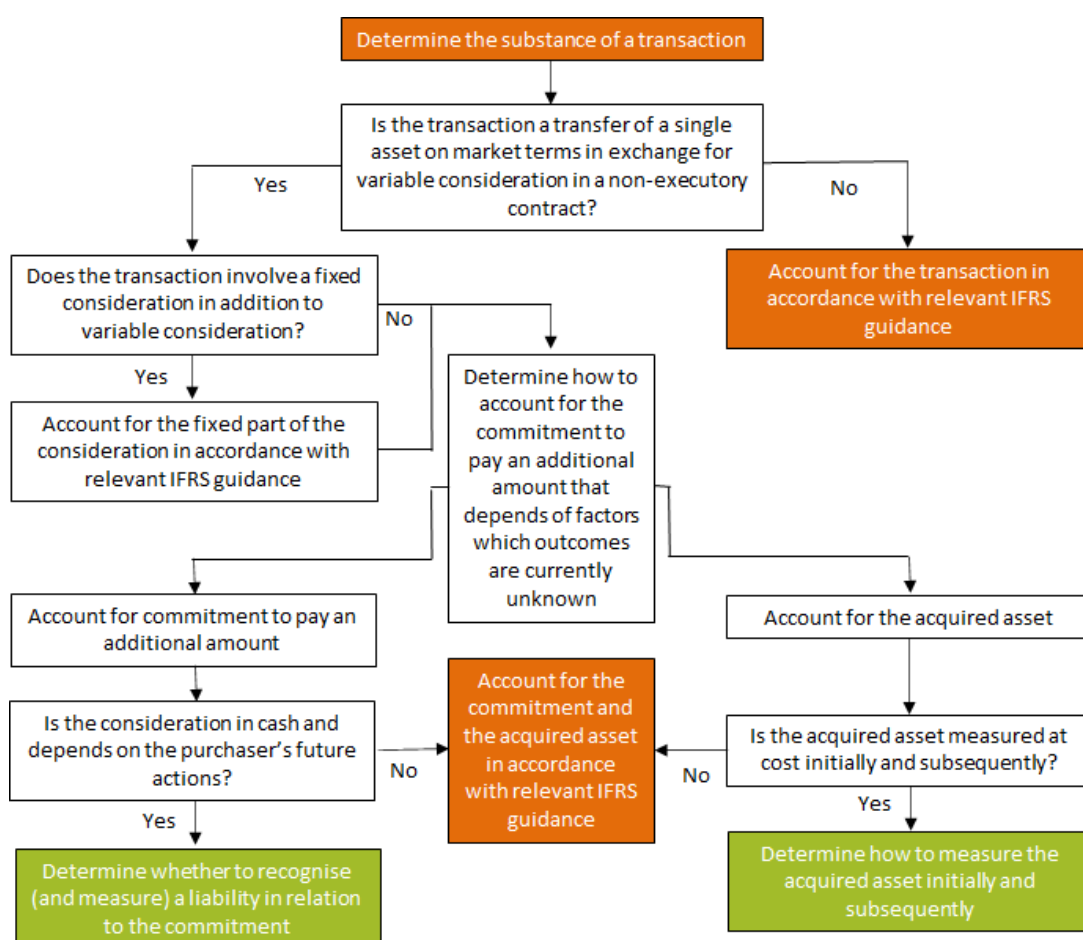 Determine the substance of a transaction
Is the transaction a transfer of a single
asset on market terms in exchange for
variable consideration in a non-executory
contract?
Yes
No
Does the transaction involve a fixed
consideration in addition to
variable consideration?
No
Yes
Account for the transaction in
accordance with relevant IFRS
guidance
Account for the fixed part of the
consideration in accordance with
relevant IFRS guidance
Determine how to
account for the
commitment to
pay an additional
amount that
depends of factors
which outcomes
are currently
unknown
Account for commitment to pay an
additional amount
Account for the acquired asset
Is the consideration in cash and
depends on the purchaser's future
actions?
No
Yes
Account for the
commitment and
the acquired asset
in accordance
with relevant IFRS
guidance
Is the acquired asset measured at
cost initially and subsequently?
No
Yes
Determine whether to recognise
(and measure) a liability in relation
to the commitment
Determine how to measure the
acquired asset initially and
subsequently